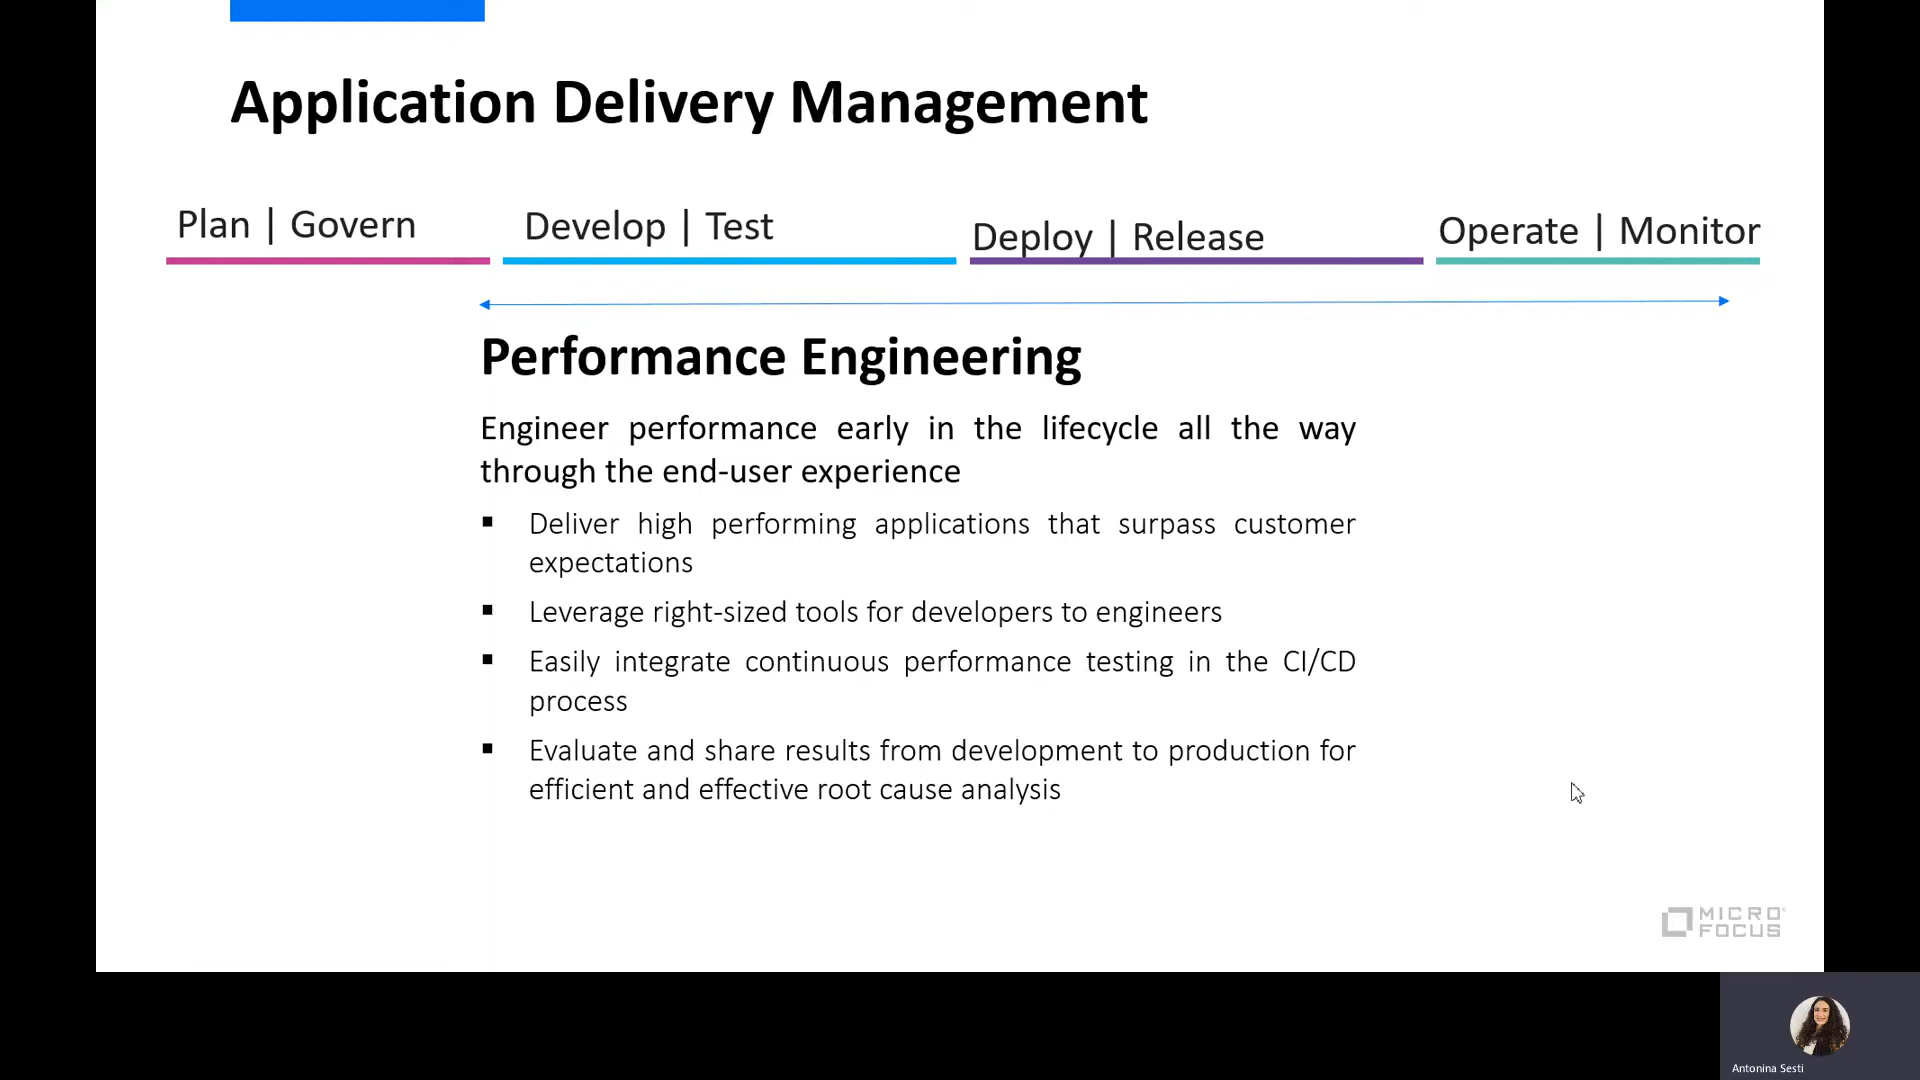 Application Delivery Management
Plan | Govern
Develop | Test
Deploy | Release
Operate | Monitor
Performance Engineering
Engineer performance early in the lifecycle all the way
through the end-user experience
▪ Deliver high performing applications that surpass customer
expectations
▪ Leverage right-sized tools for developers to engineers
▪ Easily integrate continuous performance testing in the CI/CD
process
▪ Evaluate and share results from development to production for
efficient and effective root cause analysis
MICRO
FOCUS
Antonina Sesti